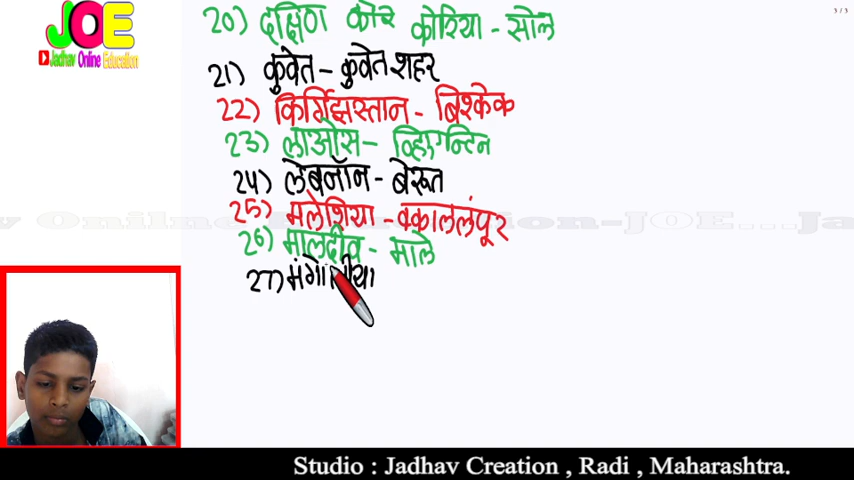 JOE
Jadhav Online Education
3/3
20) दक्षिण कोरि कोरिया - सोल
21) कुवेत - कुवेत शहर
22) किर्गिझस्तान - बिश्केक
23) लाओस - व्हिएन्टिन
24) लेबनॉन - बेरूत
25) मलेशिया - क्वालालंपूर
26) मालदीव - माले
27) मंगोलीया
Studio : Jadhav Creation , Radi , Maharashtra.